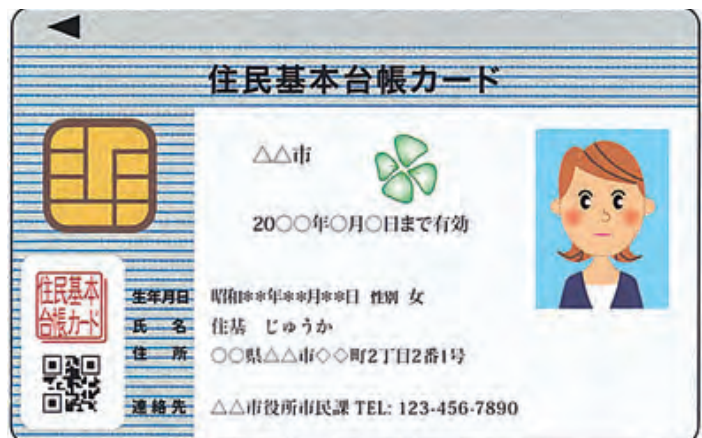 住民基本台帳カード
△△市
20○○年○月○日まで有効
住民基本
台帳カード
生年月日 昭和**年**月**日 性別 女
氏 名 住基 じゅうか
住 所 ○○県△△市◇◇町2丁目2番1号
連絡先 △△市役所市民課 TEL: 123-456-7890